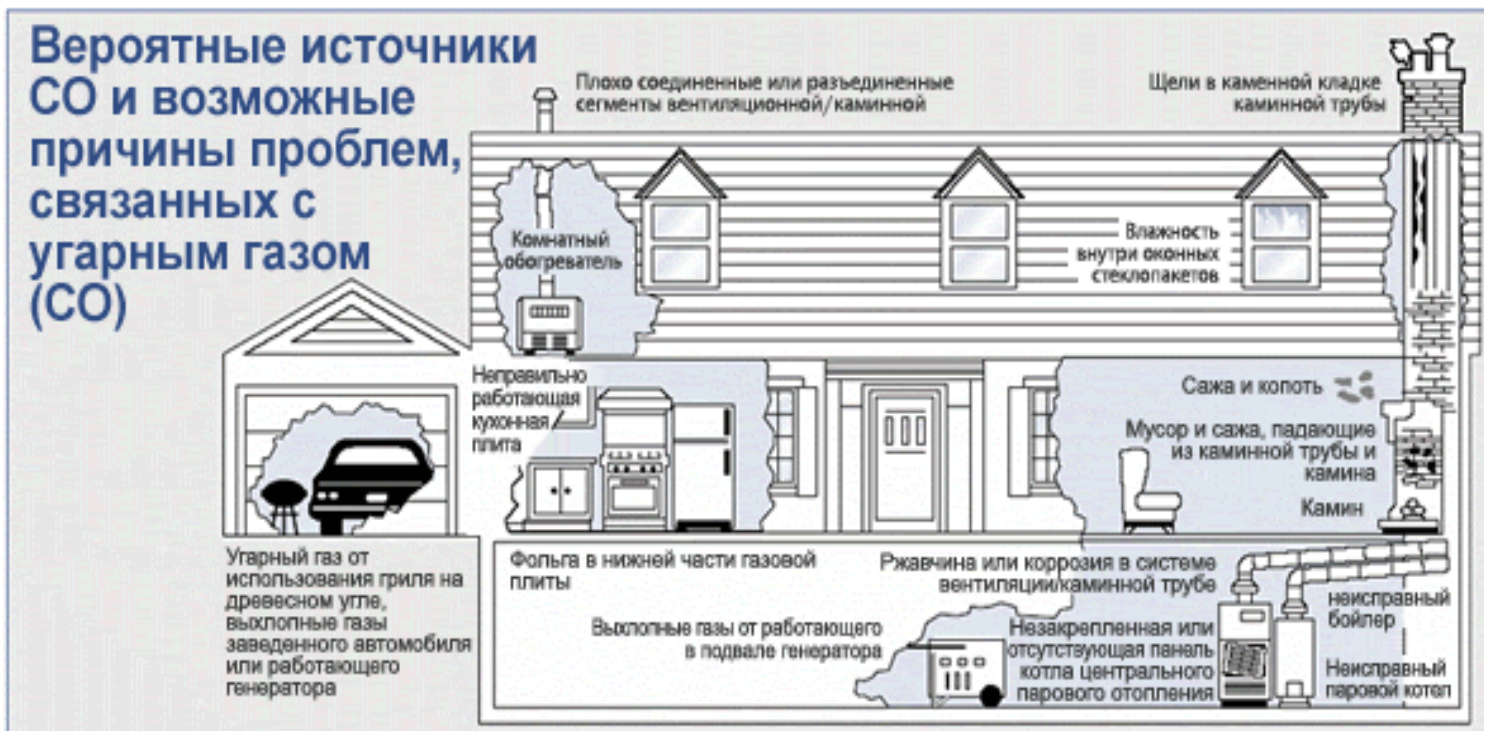 Вероятные источники
СО и возможные
причины проблем,
связанных с
угарным газом
(СО)
Плохо соединенные или разъединенные
сегменты вентиляционной/каминной
Щели в каменной кладке
каминной трубы
Комнатный
обогреватель
Влажность
внутри оконных
стеклопакетов
Неправильно
работающая
кухонная
плита
Сажа и копоть
Мусор и сажа, падающие
из каминной трубы и
камина
Камин
Угарный газ от
использования гриля на
древесном угле,
выхлопные газы
заведенного автомобиля
или работающего
генератора
Фольга в нижней части газовой
плиты
Ржавчина или коррозия в системе
вентиляции/каминной трубе
Выхлопные газы от работающего
в подвале генератора
Незакрепленная или
отсутствующая панель
котла центрального
парового отопления
неисправный
бойлер
Неисправный
паровой котел